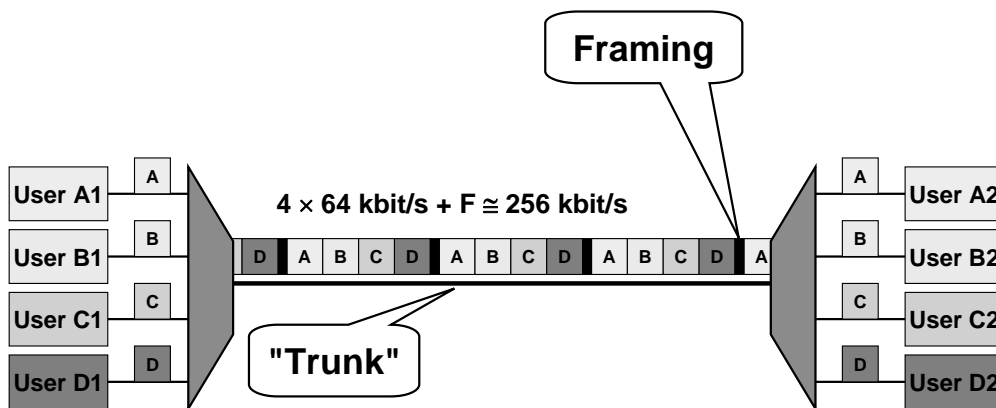 Framing
A
A
User A1
User A2
4 × 64 kbit/s + F ≅ 256 kbit/s
B
B
User B1
D A B C D A B C D A B C D A
User B2
C
C
User C1
User C2
"Trunk"
D
D
User D1
User D2